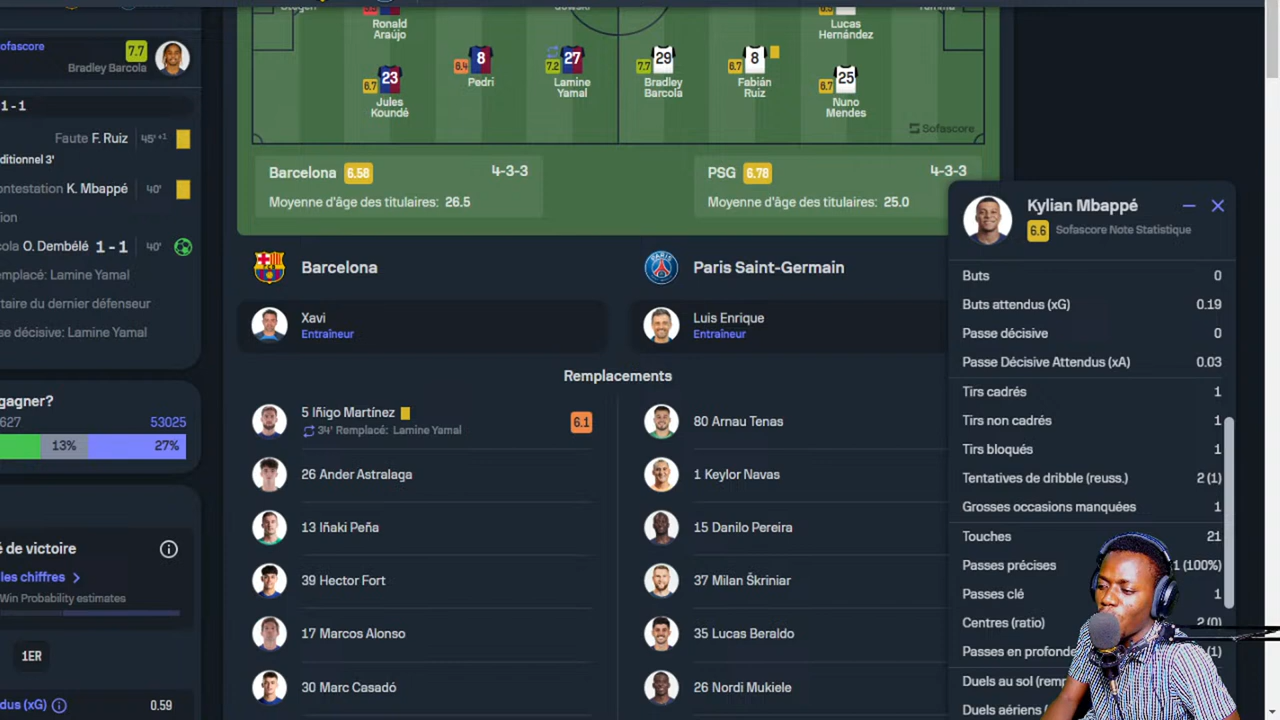 Sofascore
7.7
Bradley Barcola
1-1
Faute F. Ruiz 45'+1
ditionnel 3'
ontestation K. Mbappé 40'
ion
cola O. Dembélé 1 - 1 40'
remplacé: Lamine Yamal
taire du dernier défenseur
se décisive: Lamine Yamal
gagner?
627 53025
13% 27%
é de victoire
les chiffres
Win Probability estimates
1ER
dus (xG) 0.59
Ronald
Araújo
Lucas
Hernández
23
6.7
Jules
Koundé
8
6.4
Pedri
27
7.2
Lamine
Yamal
29
7.7
Bradley
Barcola
8
6.7
Fabián
Ruiz
25
6.7
Nuno
Mendes
Sofascore
Barcelona 6.58 4-3-3
Moyenne d'âge des titulaires: 26.5
PSG 6.78 4-3-3
Moyenne d'âge des titulaires: 25.0
Barcelona
Paris Saint-Germain
Xavi
Entraîneur
Luis Enrique
Entraîneur
Remplacements
5 Iñigo Martínez
34' Remplacé: Lamine Yamal
6.1
80 Arnau Tenas
26 Ander Astralaga
1 Keylor Navas
13 Iñaki Peña
15 Danilo Pereira
39 Hector Fort
37 Milan Škriniar
17 Marcos Alonso
35 Lucas Beraldo
30 Marc Casadó
26 Nordi Mukiele
Kylian Mbappé
6.6 Sofascore Note Statistique
Buts 0
Buts attendus (xG) 0.19
Passe décisive 0
Passe Décisive Attendus (xA) 0.03
Tirs cadrés 1
Tirs non cadrés 1
Tirs bloqués 1
Tentatives de dribble (reuss.) 2 (1)
Grosses occasions manquées 1
Touches 21
Passes précises 1 (100%)
Passes clé 1
Centres (ratio) 2 (0)
Passes en profonde (1)
Duels au sol (rem
Duels aériens (